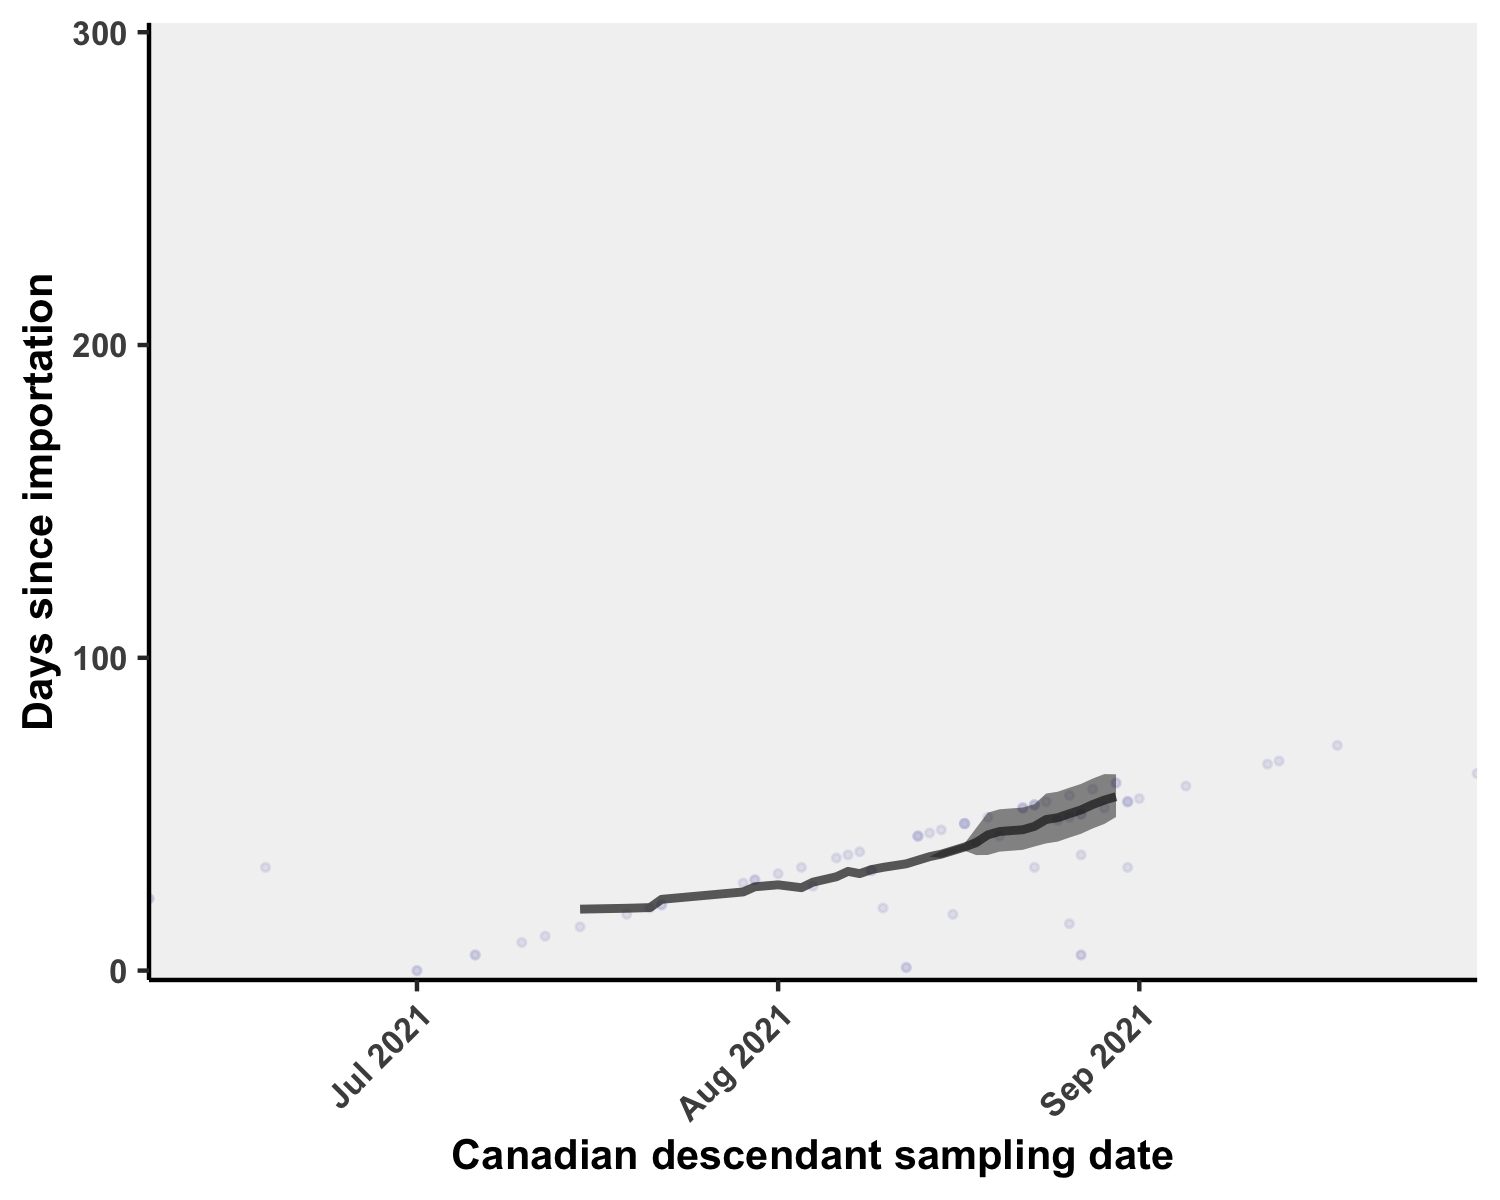 300
200
100
0
Days since importation
Jul 2021
Aug 2021
Sep 2021
Canadian descendant sampling date